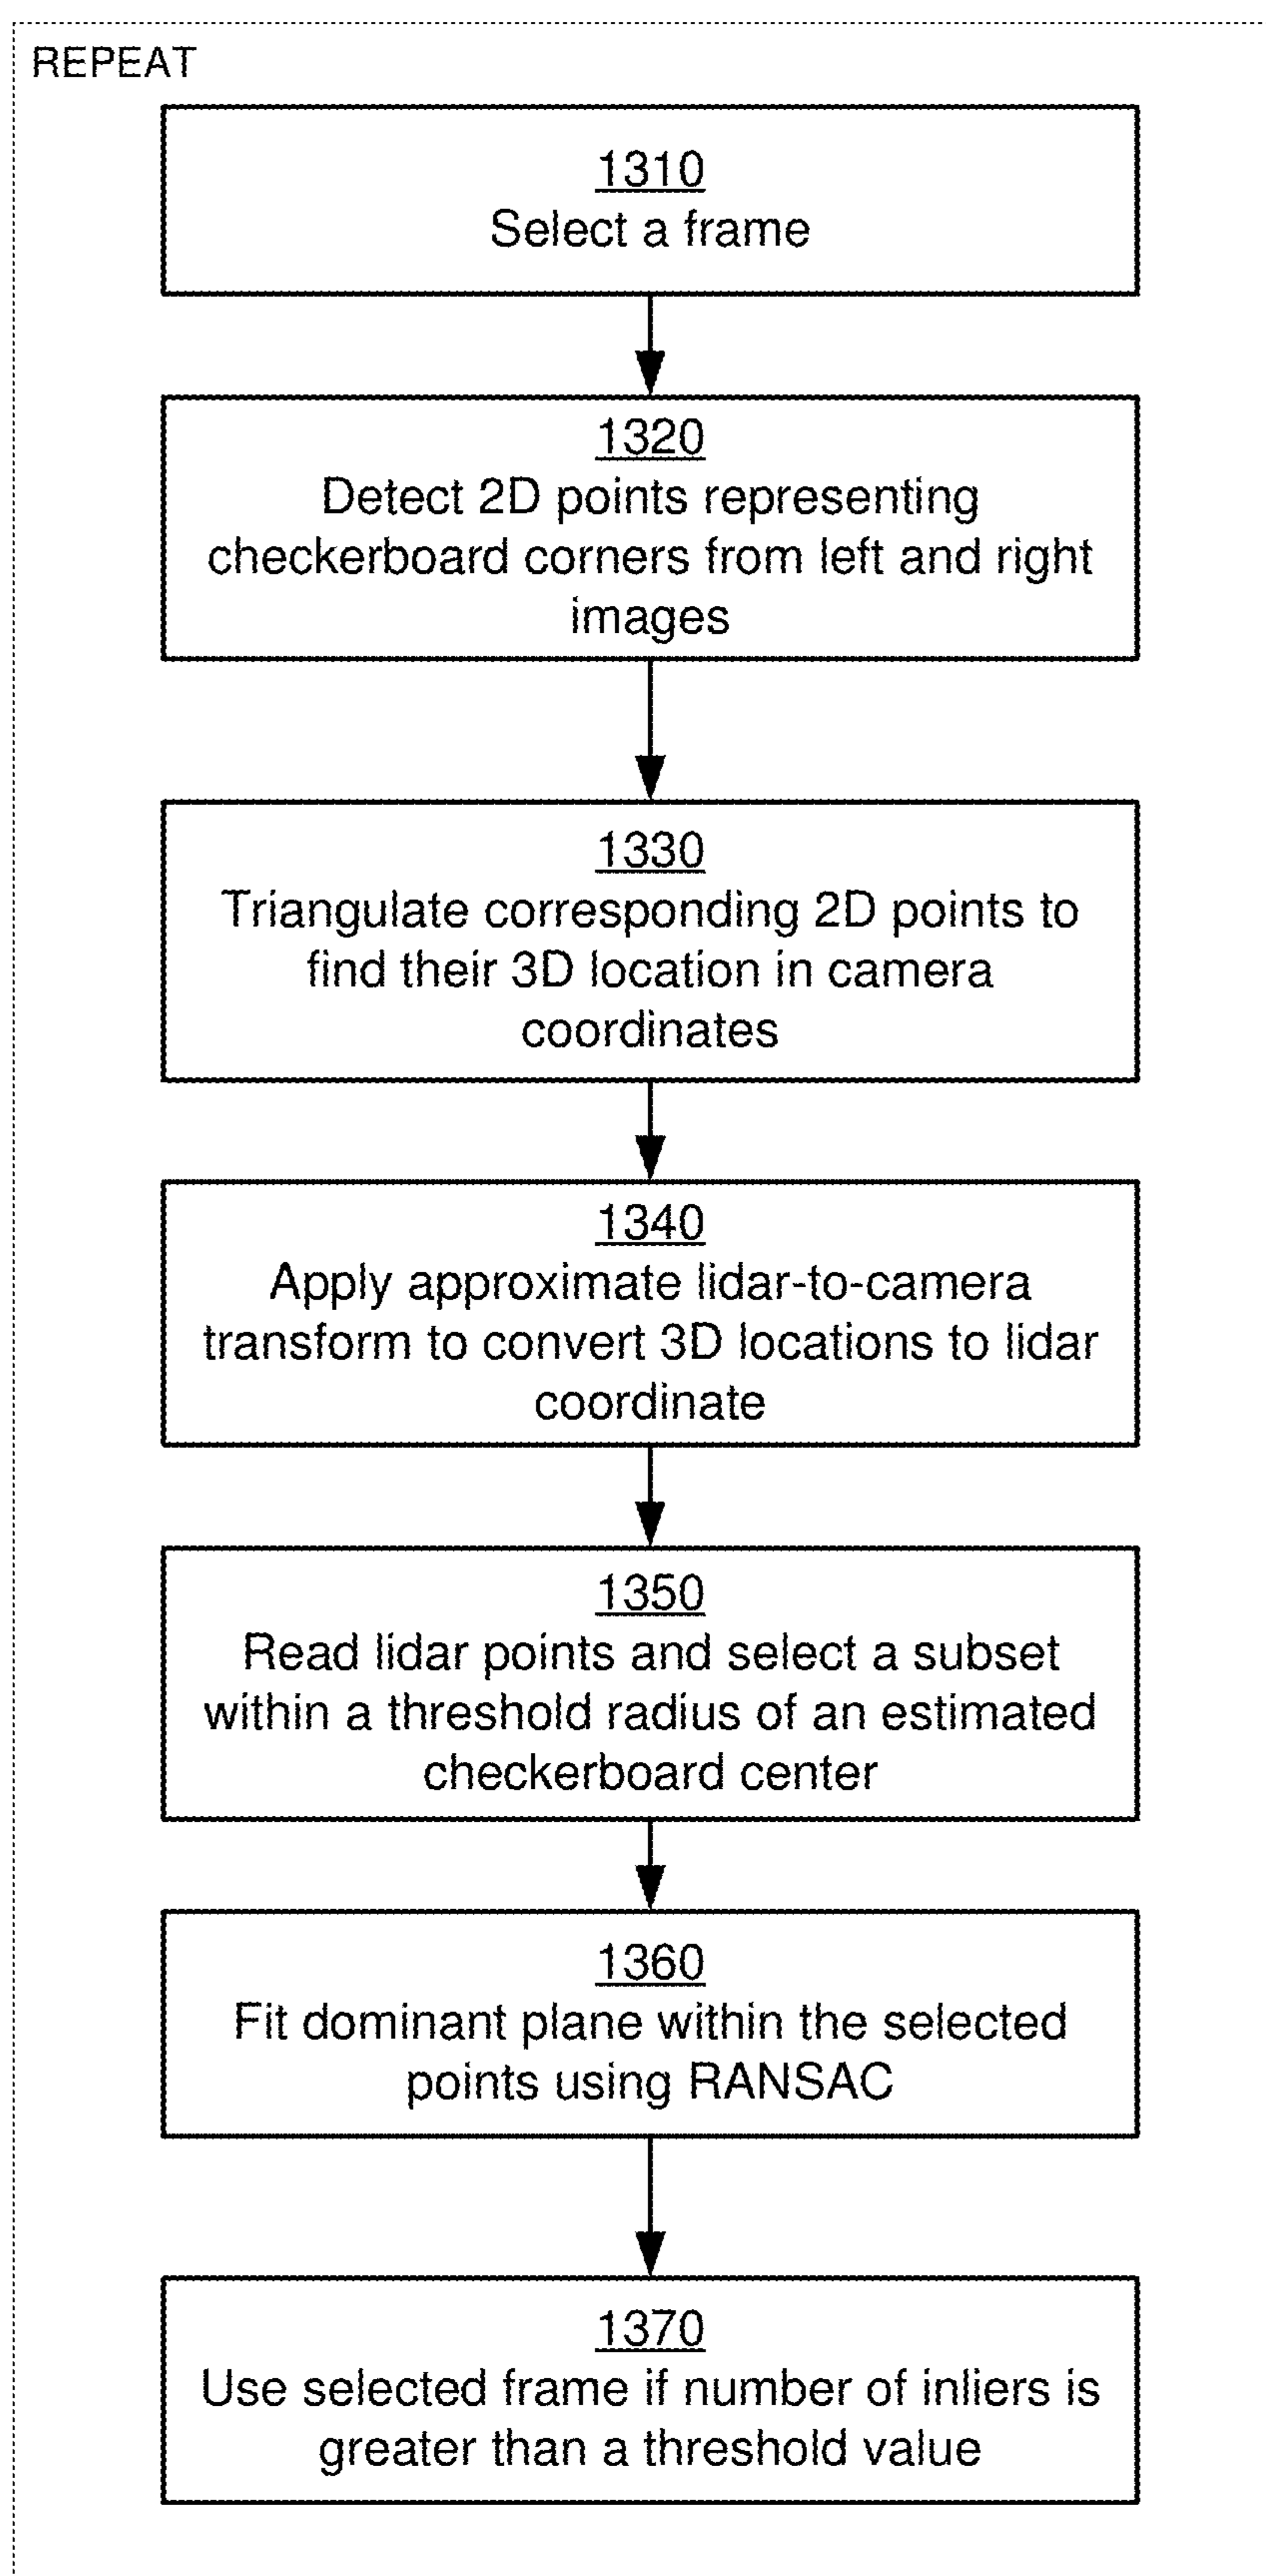 REPEAT
1310
Select a frame
1320
Detect 2D points representing
checkerboard corners from left and right
images
1330
Triangulate corresponding 2D points to
find their 3D location in camera
coordinates
1340
Apply approximate lidar-to-camera
transform to convert 3D locations to lidar
coordinate
1350
Read lidar points and select a subset
within a threshold radius of an estimated
checkerboard center
1360
Fit dominant plane within the selected
points using RANSAC
1370
Use selected frame if number of inliers is
greater than a threshold value